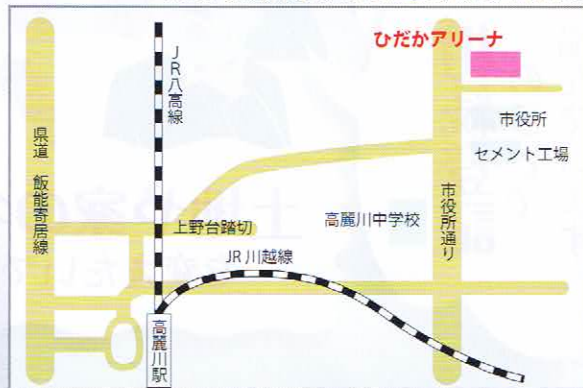 ひだかアリーナ
JR八高線
市役所
セメント工場
県道 飯能寄居線
上野台踏切
高麗川中学校
市役所通り
JR川越線
高麗川駅